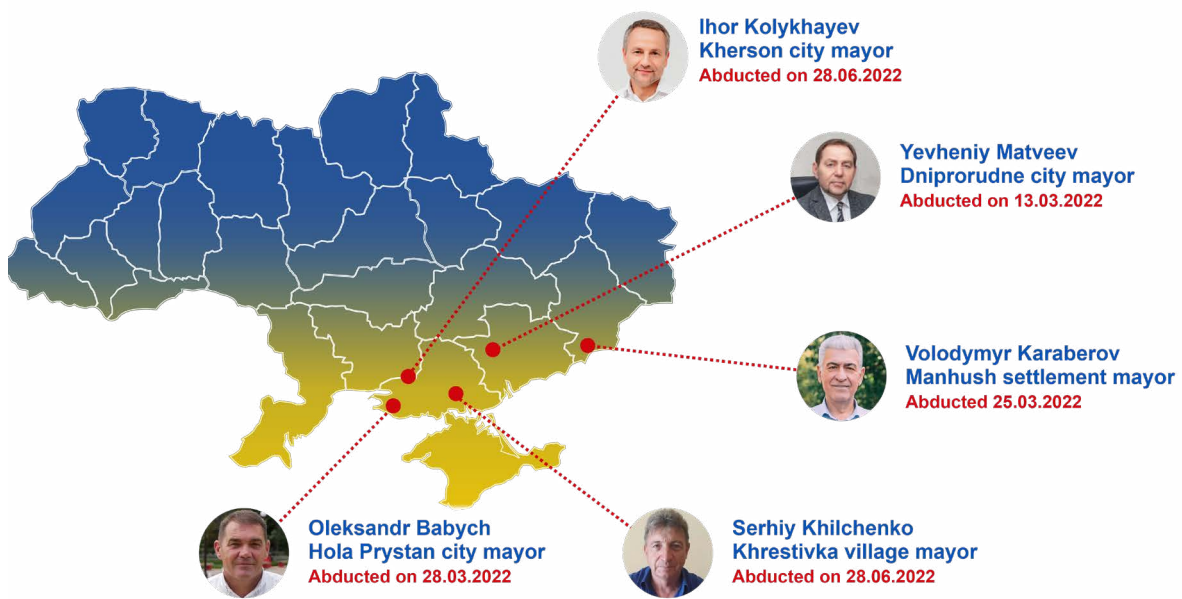 Ihor Kolykhayev
Kherson city mayor
Abducted on 28.06.2022
Yevheniy Matveev
Dniprorudne city mayor
Abducted on 13.03.2022
Volodymyr Karaberov
Manhush settlement mayor
Abducted 25.03.2022
Oleksandr Babych
Hola Prystan city mayor
Abducted on 28.03.2022
Serhiy Khilchenko
Khrestivka village mayor
Abducted on 28.06.2022